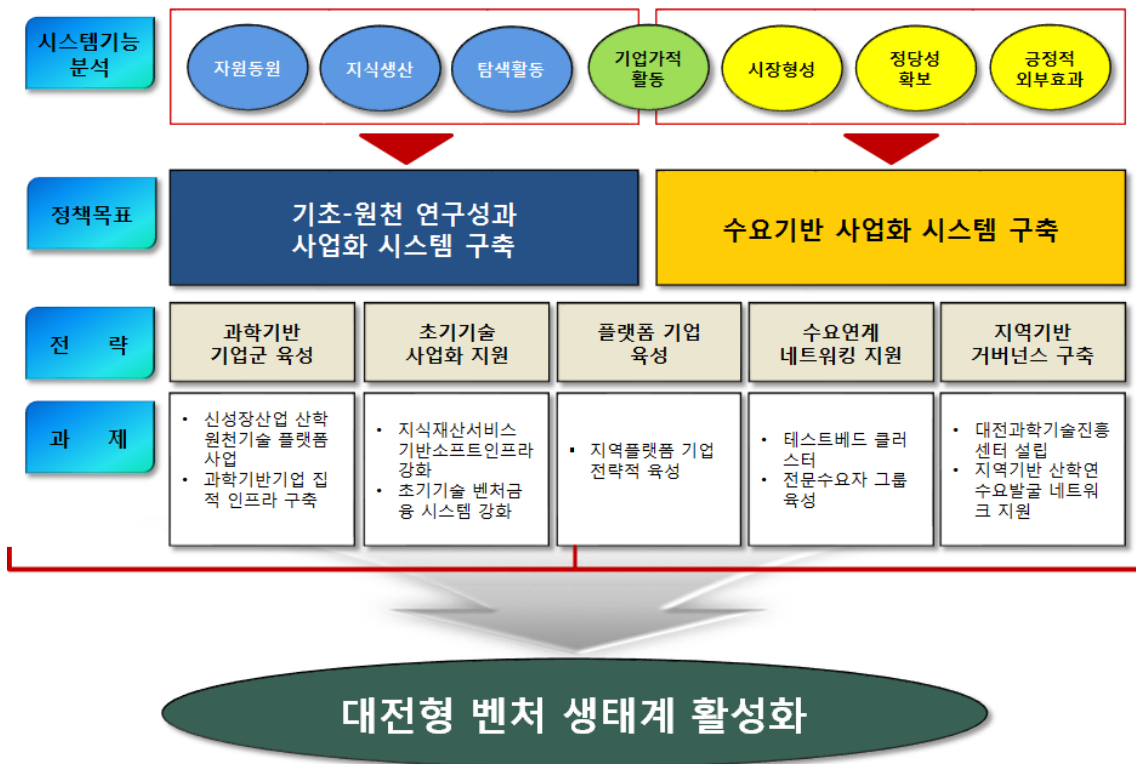 시스템기능
분석
자원동원
지식생산
탐색활동
기업가적
활동
시장형성
정당성
확보
긍정적
외부효과
정책목표
기초-원천 연구성과
사업화 시스템 구축
수요기반 사업화 시스템 구축
전 략
과학기반
기업군 육성
초기기술
사업화 지원
플랫폼 기업
육성
수요연계
네트워킹 지원
지역기반
거버넌스 구축
과 제
• 신성장산업 산학
원천기술 플랫폼
사업
• 과학기반기업 집
적 인프라 구축
• 지식재산서비스
기반소프트인프라
강화
• 초기기술 벤처금
융 시스템 강화
• 지역플랫폼 기업
전략적 육성
• 테스트베드 클러
스터
• 전문수요자 그룹
육성
• 대전과학기술진흥
센터 설립
• 지역기반 산학연
수요발굴 네트워
크 지원
대전형 벤처 생태계 활성화